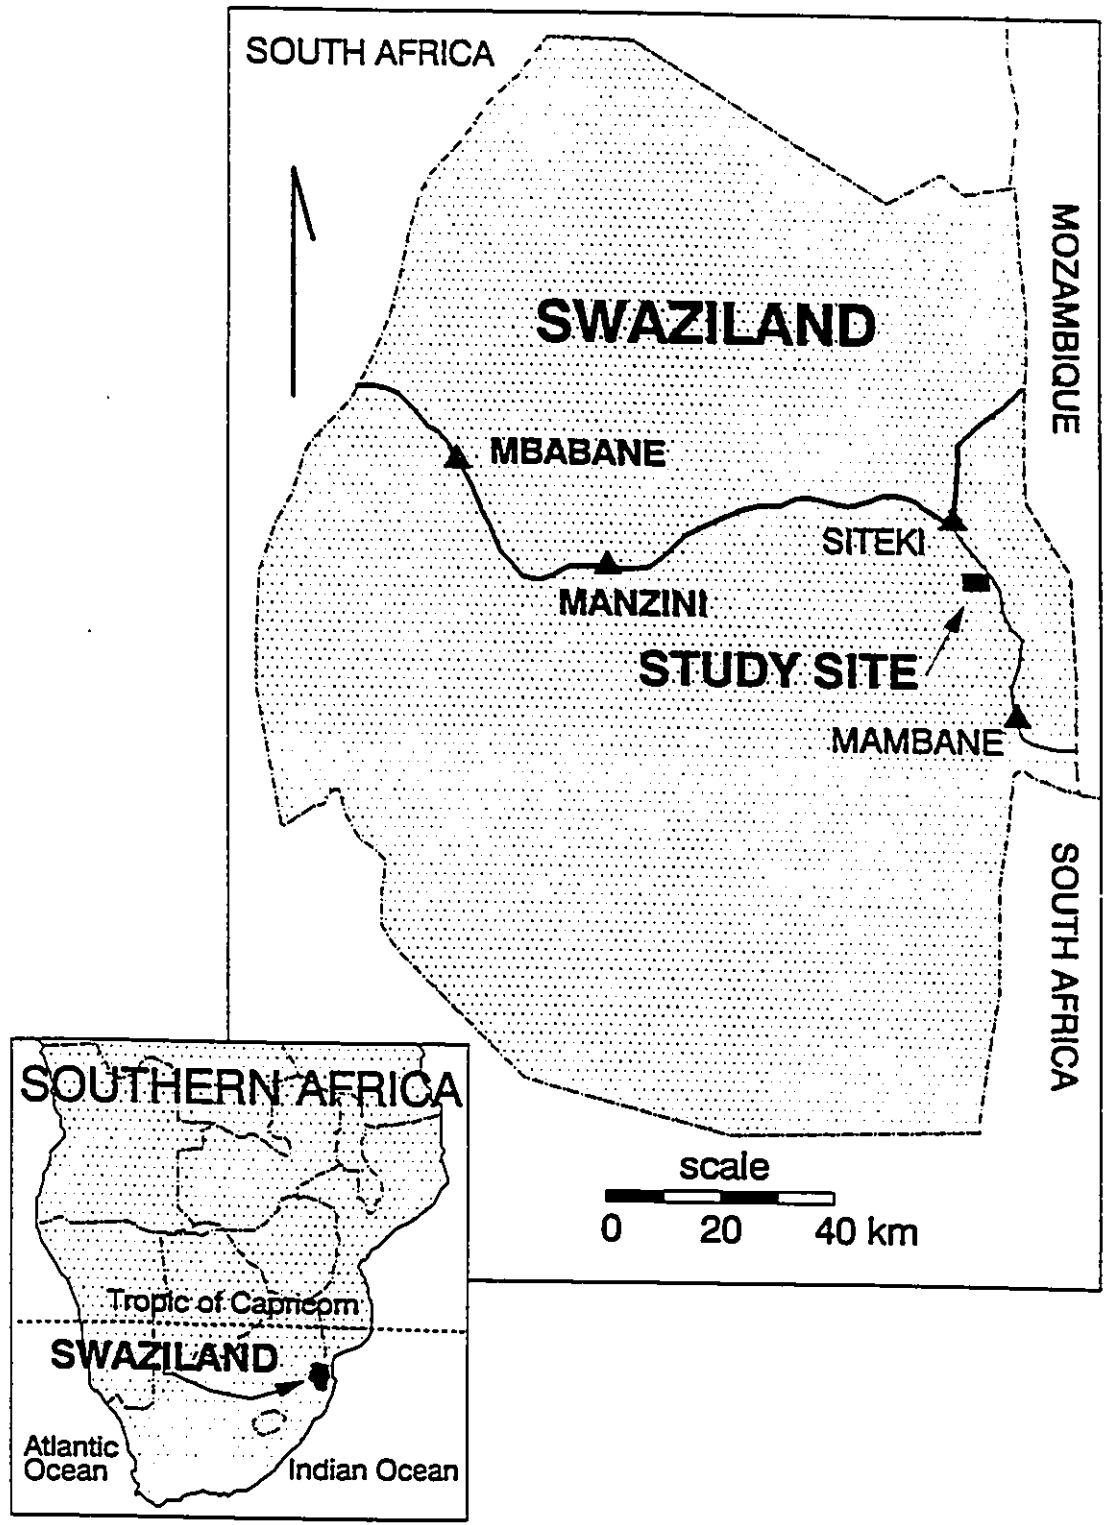 SOUTH AFRICA
MOZAMBIQUE
SWAZILAND
MBABANE
SITEKI
MANZINI
STUDY SITE
MAMBANE
SOUTH AFRICA
SOUTHERN AFRICA
scale
0 20 40 km
Tropic of Capricorn
SWAZILAND
Atlantic
Ocean
Indian Ocean